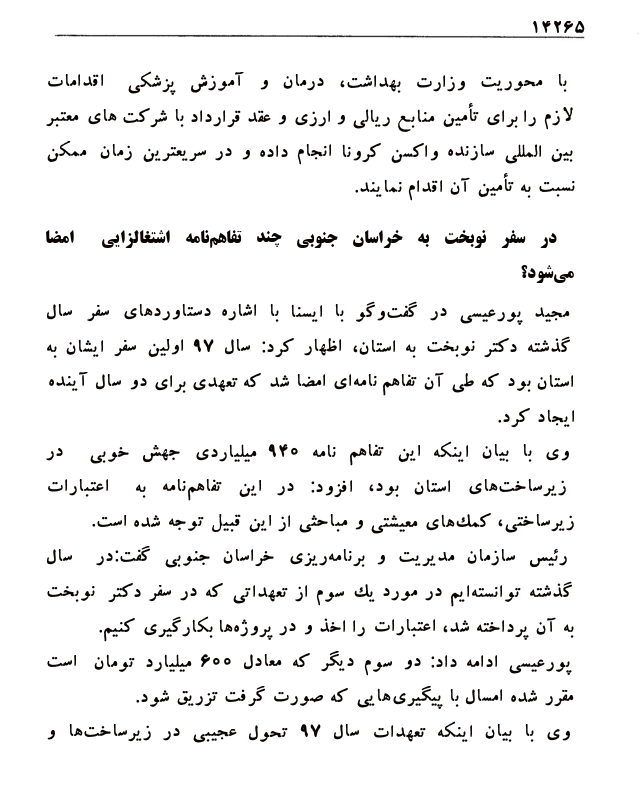 ۱۴۲۶۵
با محوریت وزارت بهداشت، درمان و آموزش پزشکی اقدامات
لازم را برای تأمین منابع ریالی و ارزی و عقد قرارداد با شرکت های معتبر
بین المللی سازنده واکسن کرونا انجام داده و در سریعترین زمان ممکن
نسبت به تأمین آن اقدام نمایند.
در سفر نوبخت به خراسان جنوبی چند تفاهم‌نامه اشتغالزایی امضا
می‌شود؟
مجید پورعیسی در گفت‌وگو با ایسنا با اشاره دستاوردهای سفر سال
گذشته دکتر نوبخت به استان، اظهار کرد: سال ۹۷ اولین سفر ایشان به
استان بود که طی آن تفاهم نامه‌ای امضا شد که تعهدی برای دو سال آینده
ایجاد کرد.
وی با بیان اینکه این تفاهم نامه ۹۴۰ میلیاردی جهش خوبی در
زیرساخت‌های استان بود، افزود: در این تفاهم‌نامه به اعتبارات
زیرساختی، کمك‌های معیشتی و مباحثی از این قبیل توجه شده است.
رئیس سازمان مدیریت و برنامه‌ریزی خراسان جنوبی گفت:در سال
گذشته توانسته‌ایم در مورد یك سوم از تعهداتی که در سفر دکتر نوبخت
به آن پرداخته شد، اعتبارات را اخذ و در پروژه‌ها بکارگیری کنیم.
پورعیسی ادامه داد: دو سوم دیگر که معادل ۶۰۰ میلیارد تومان است
مقرر شده امسال با پیگیری‌هایی که صورت گرفت تزریق شود.
وی با بیان اینکه تعهدات سال ۹۷ تحول عجیبی در زیرساخت‌ها و